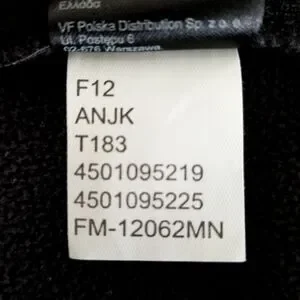 Ελλάδα
VF Polska Distribution Sp. z o. o.
Ul. Postępu 6
02-676 Warszawa
F12
ANJK
T183
4501095219
4501095225
FM-12062MN